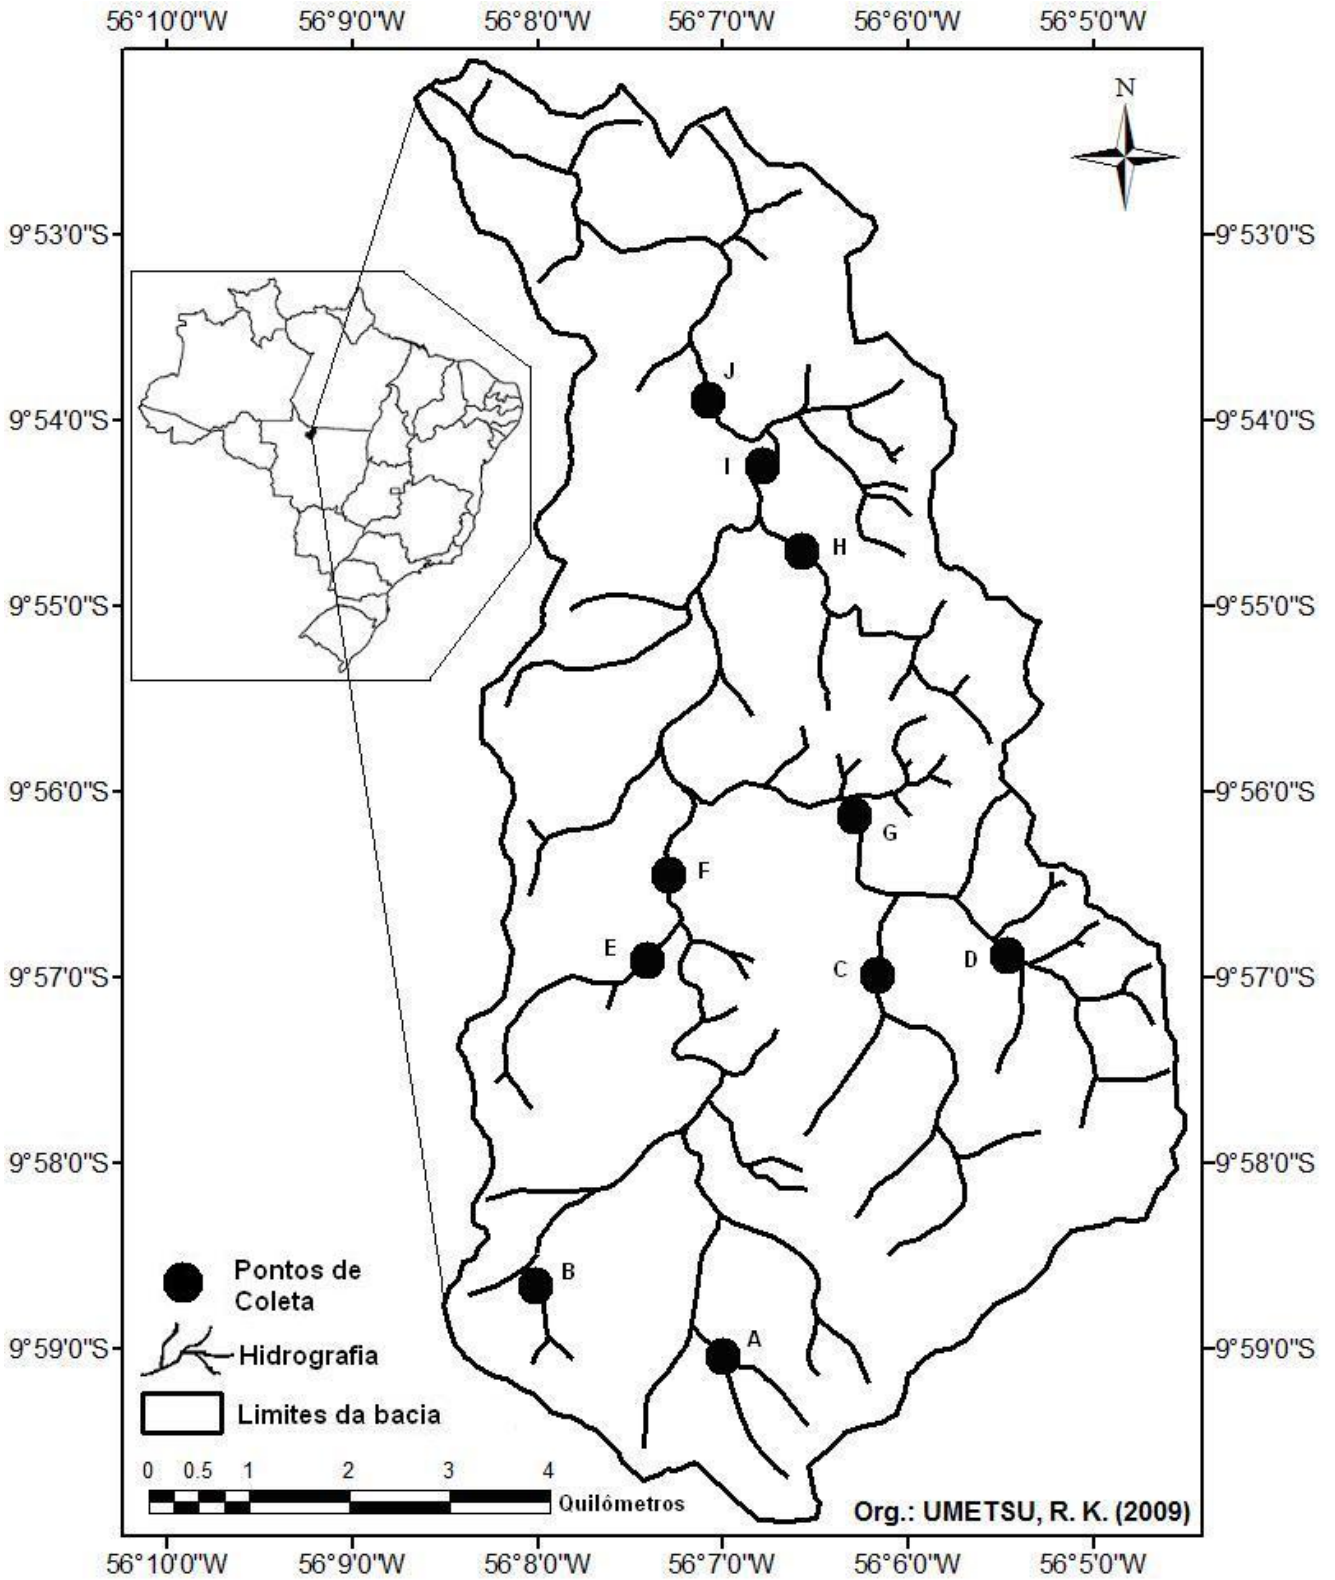 56°10'0"W 56°9'0"W 56°8'0"W 56°7'0"W 56°6'0"W 56°5'0"W
N
9°53'0"S 9°53'0"S
J
9°54'0"S 9°54'0"S
I
H
9°55'0"S 9°55'0"S
9°56'0"S 9°56'0"S
G
F
E
D
C
9°57'0"S 9°57'0"S
9°58'0"S 9°58'0"S
Pontos de
Coleta
B
A
9°59'0"S 9°59'0"S
Hidrografia
Limites da bacia
0 0.5 1 2 3 4
Quilômetros
Org.: UMETSU, R. K. (2009)
56°10'0"W 56°9'0"W 56°8'0"W 56°7'0"W 56°6'0"W 56°5'0"W